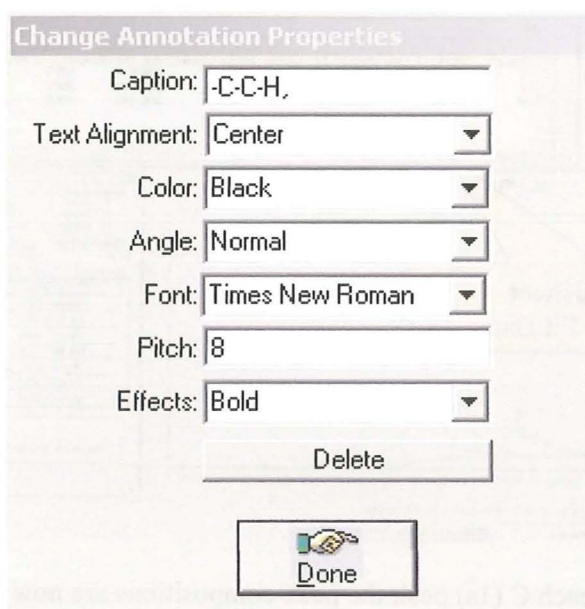 Change Annotation Properties
Caption: -C-C-H,
Text Alignment: Center
Color: Black
Angle: Normal
Font: Times New Roman
Pitch: 8
Effects: Bold
Delete
Done